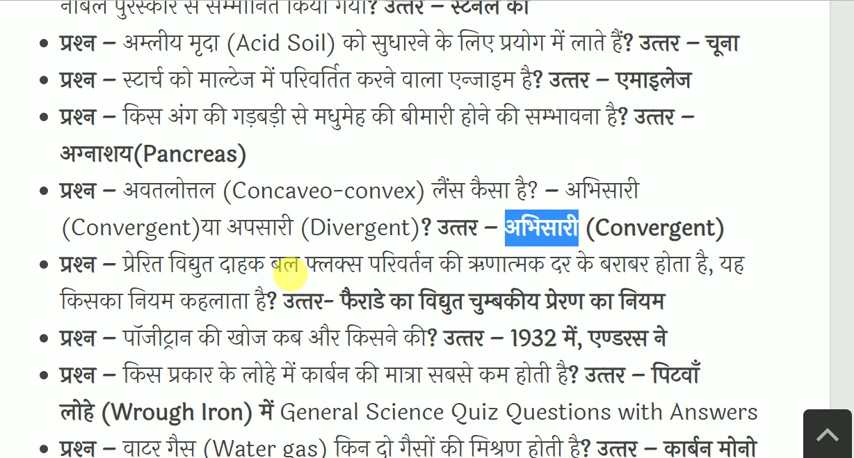 नोबेल पुरस्कार से सम्मानित किया गया? उत्तर – स्टेनले को
प्रश्न – अम्लीय मृदा (Acid Soil) को सुधारने के लिए प्रयोग में लाते हैं? उत्तर – चूना
प्रश्न – स्टार्च को माल्टेज में परिवर्तित करने वाला एन्जाइम है? उत्तर – एमाइलेज
प्रश्न – किस अंग की गड़बड़ी से मधुमेह की बीमारी होने की सम्भावना है? उत्तर –
अग्नाशय(Pancreas)
प्रश्न – अवतलोत्तल (Concaveo-convex) लैंस कैसा है? – अभिसारी
(Convergent)या अपसारी (Divergent)? उत्तर – अभिसारी (Convergent)
प्रश्न – प्रेरित विद्युत दाहक बल फ्लक्स परिवर्तन की ऋणात्मक दर के बराबर होता है, यह
किसका नियम कहलाता है? उत्तर- फैराडे का विद्युत चुम्बकीय प्रेरण का नियम
प्रश्न – पॉजीट्रान की खोज कब और किसने की? उत्तर – 1932 में, एण्डरस ने
प्रश्न – किस प्रकार के लोहे में कार्बन की मात्रा सबसे कम होती है? उत्तर – पिटवाँ
लोहे (Wrough Iron) में General Science Quiz Questions with Answers
प्रश्न – वाटर गैस (Water gas) किन दो गैसों की मिश्रण होती है? उत्तर – कार्बन मोनो